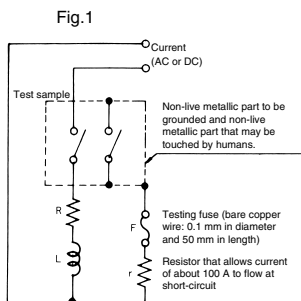 Fig.1
Current
(AC or DC)
Test sample
Non-live metallic part to be
grounded and non-live
metallic part that may be
touched by humans.
R
Testing fuse (bare copper
wire: 0.1 mm in diameter
and 50 mm in length)
F
L
Resistor that allows current
of about 100 A to flow at
short-circuit
r